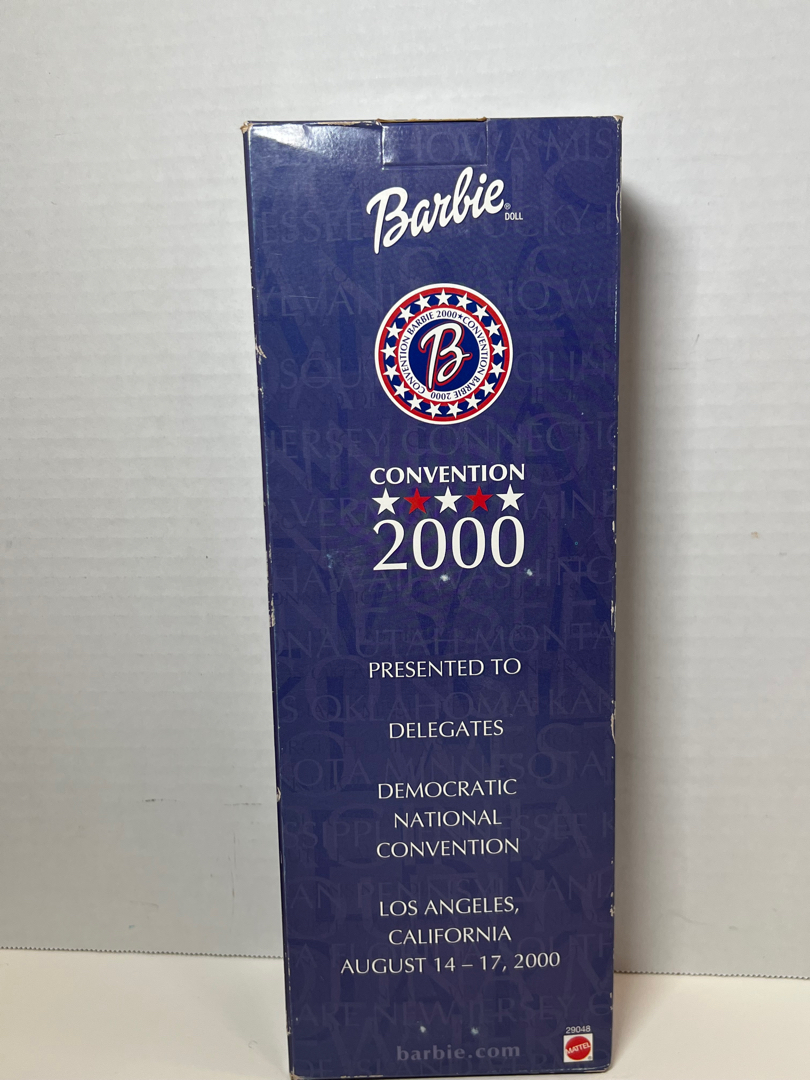 Barbie®
DOLL
CONVENTION BARBIE 2000★CONVENTION BARBIE 2000
B
CONVENTION
2000
PRESENTED TO
DELEGATES
DEMOCRATIC
NATIONAL
CONVENTION
LOS ANGELES,
CALIFORNIA
AUGUST 14 – 17, 2000
29048
barbie.com
MATTEL